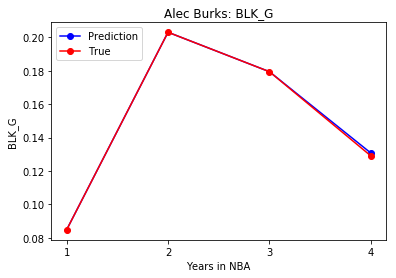 Alec Burks: BLK_G
Prediction
True
0.20
0.18
0.16
0.14
0.12
0.10
0.08
BLK_G
1 2 3 4
Years in NBA